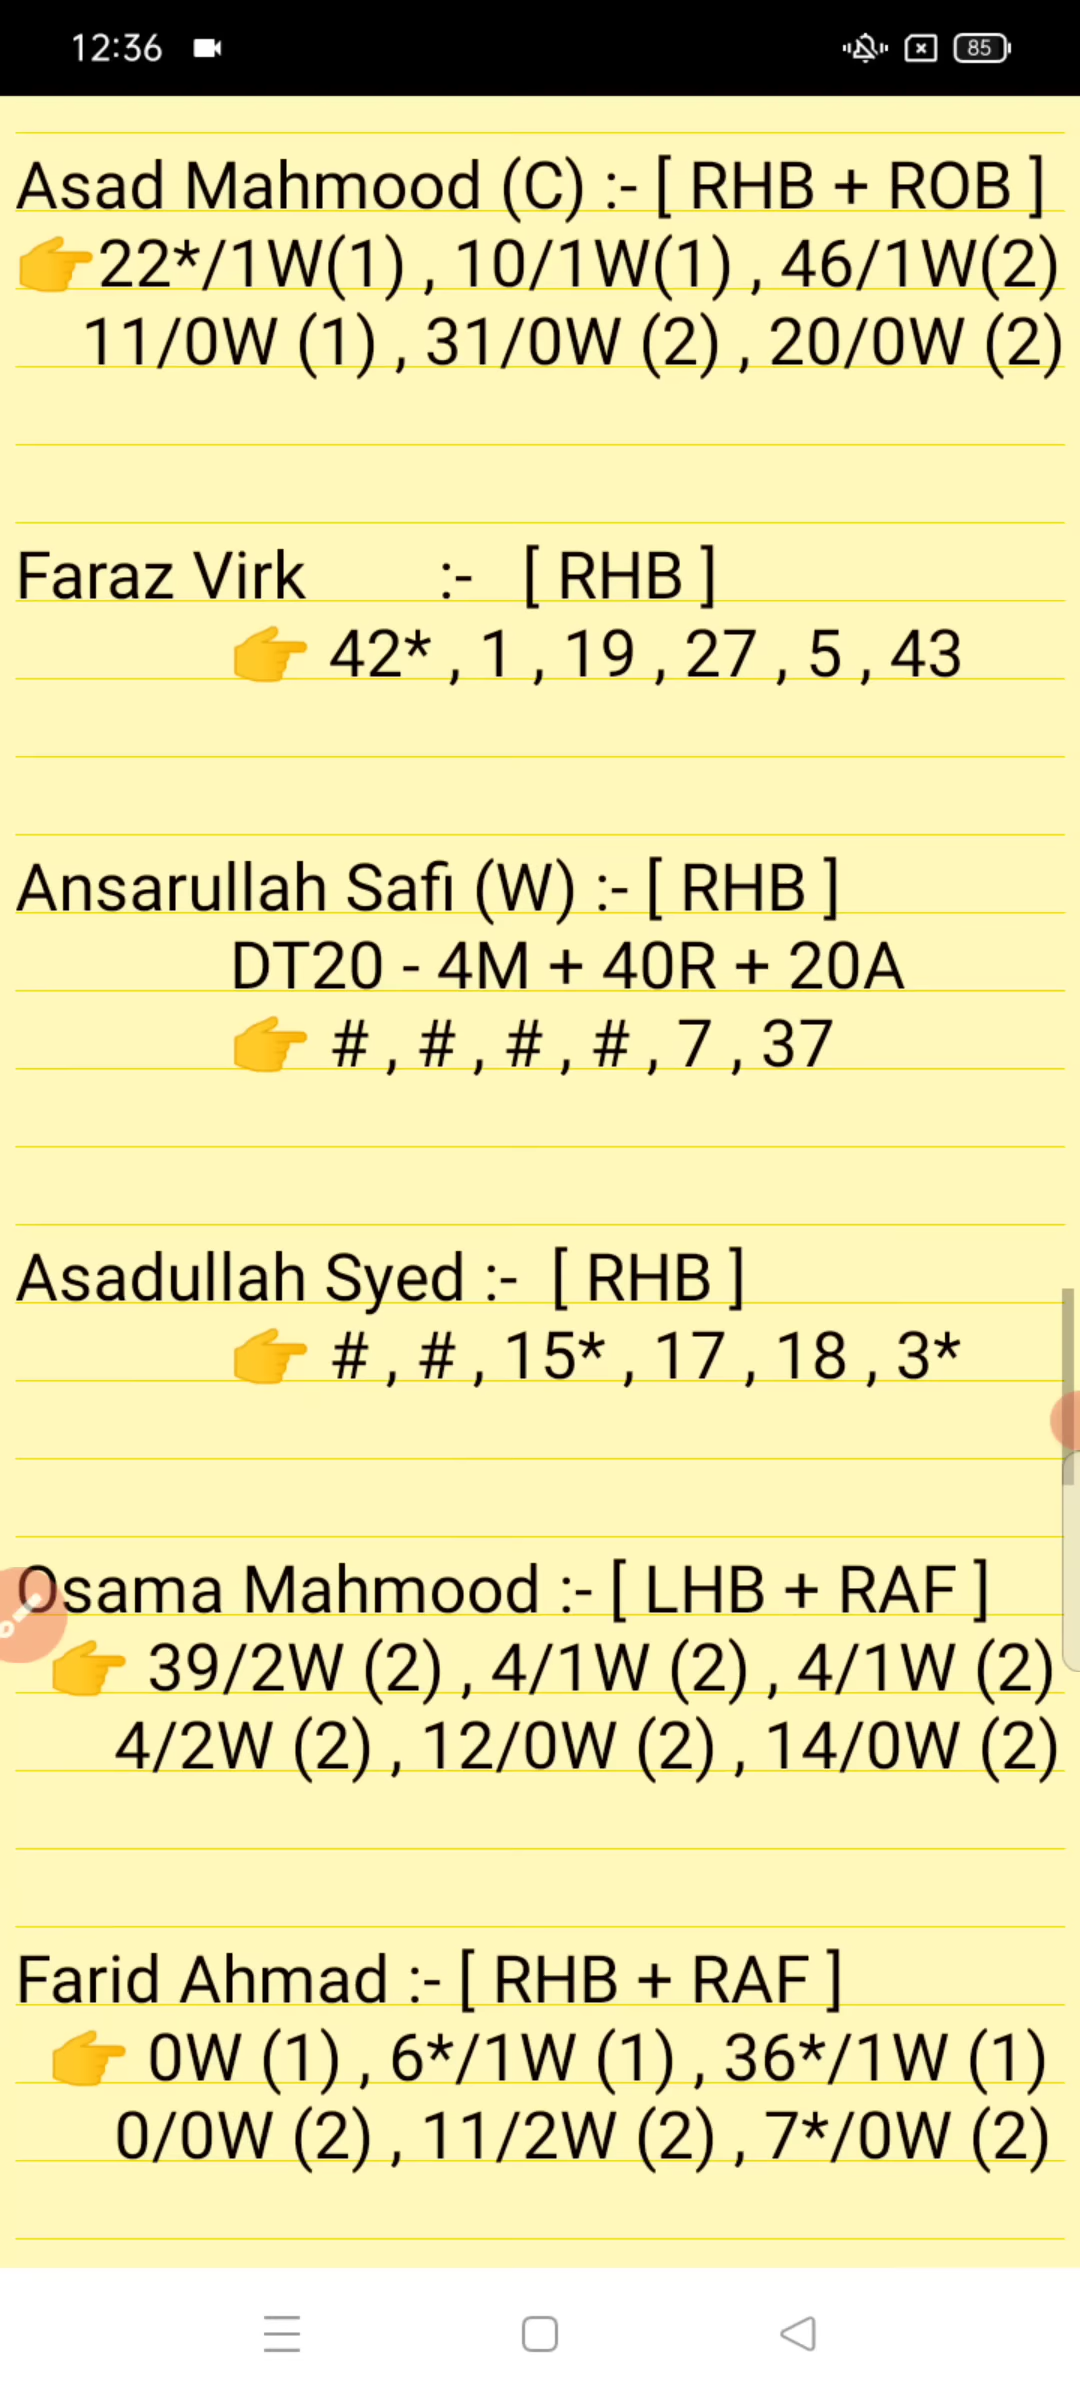 12:36
85
Asad Mahmood (C) :- [ RHB + ROB ]
👉22*/1W(1) , 10/1W(1) , 46/1W(2)
11/0W (1) , 31/0W (2) , 20/0W (2)
Faraz Virk :- [ RHB ]
👉 42* , 1 , 19 , 27 , 5 , 43
Ansarullah Safi (W) :- [ RHB ]
DT20 - 4M + 40R + 20A
👉 # , # , # , # , 7 , 37
Asadullah Syed :- [ RHB ]
👉 # , # , 15* , 17 , 18 , 3*
Osama Mahmood :- [ LHB + RAF ]
👉 39/2W (2) , 4/1W (2) , 4/1W (2)
4/2W (2) , 12/0W (2) , 14/0W (2)
Farid Ahmad :- [ RHB + RAF ]
👉 0W (1) , 6*/1W (1) , 36*/1W (1)
0/0W (2) , 11/2W (2) , 7*/0W (2)